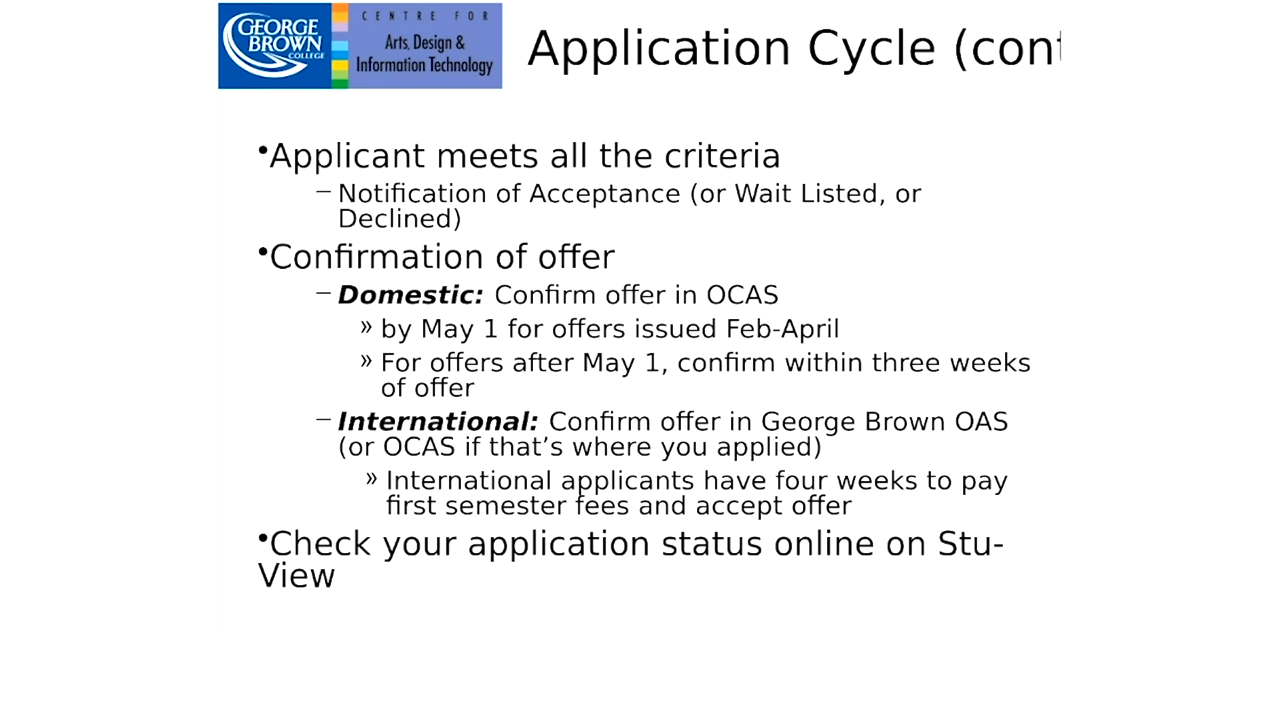 GEORGE
BROWN
COLLEGE
CENTRE FOR
Arts, Design &
Information Technology
Application Cycle (cont
•Applicant meets all the criteria
– Notification of Acceptance (or Wait Listed, or
Declined)
•Confirmation of offer
– Domestic: Confirm offer in OCAS
» by May 1 for offers issued Feb-April
» For offers after May 1, confirm within three weeks
of offer
– International: Confirm offer in George Brown OAS
(or OCAS if that’s where you applied)
» International applicants have four weeks to pay
first semester fees and accept offer
•Check your application status online on Stu-
View